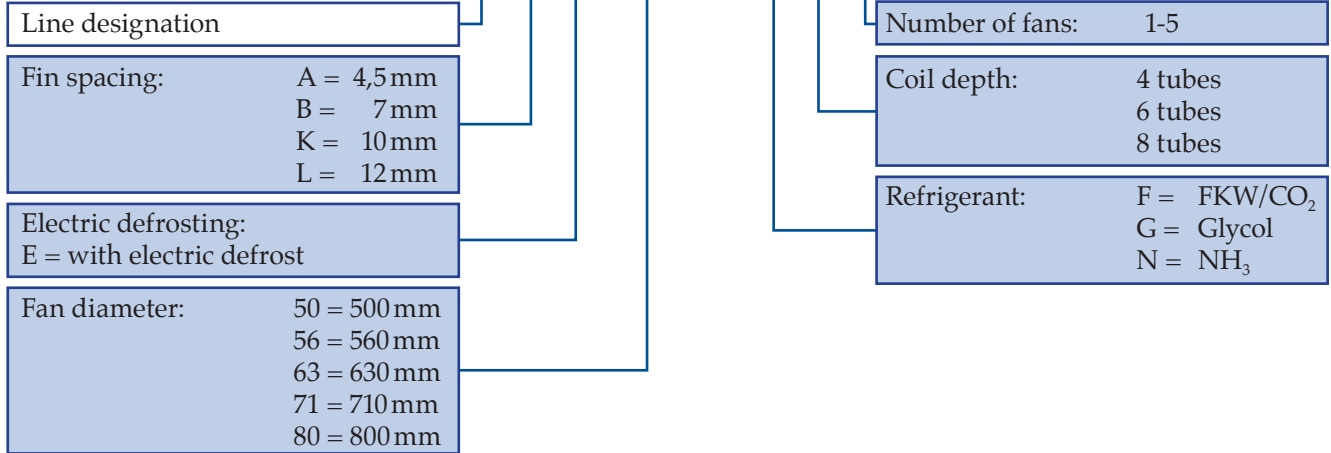 Line designation
Fin spacing: A = 4,5 mm
B = 7 mm
K = 10 mm
L = 12 mm
Electric defrosting:
E = with electric defrost
Fan diameter: 50 = 500 mm
56 = 560 mm
63 = 630 mm
71 = 710 mm
80 = 800 mm
Number of fans: 1-5
Coil depth: 4 tubes
6 tubes
8 tubes
Refrigerant: F = FKW/CO₂
G = Glycol
N = NH₃